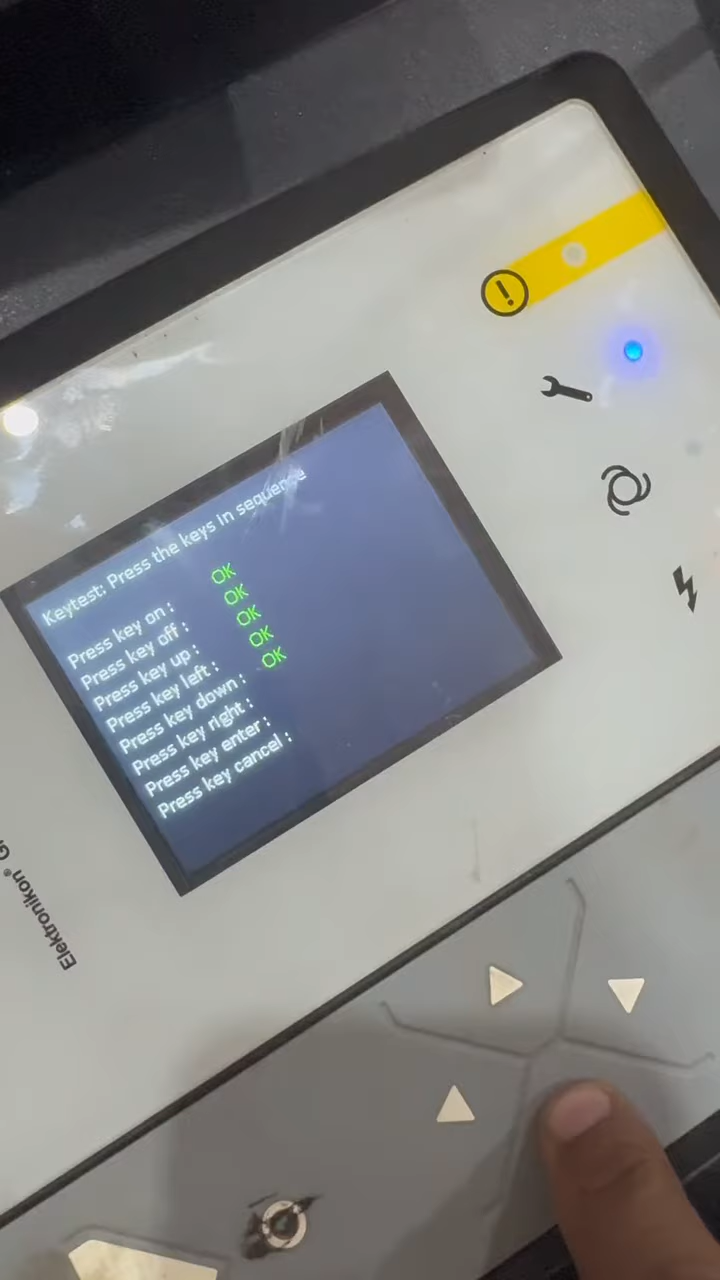 Keytest: Press the keys in sequence
Press key on : OK
Press key off : OK
Press key up : OK
Press key left : OK
Press key down : OK
Press key right :
Press key enter :
Press key cancel :
Elektronikon®